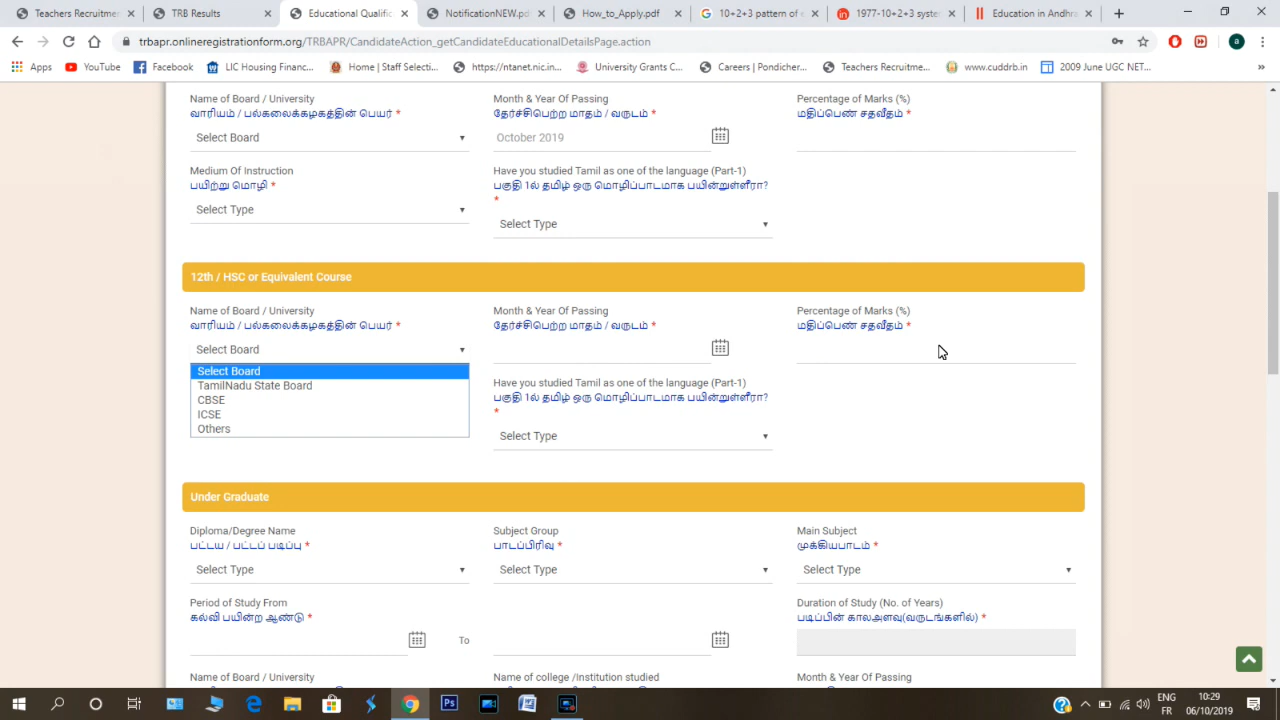 Teachers Recruitmen
TRB Results
Educational Qualific
NotificationNEW.pd
How_to_Apply.pdf
10+2+3 pattern of e
1977-10+2+3 syste
Education in Andhra
trbapr.onlineregistrationform.org/TRBAPR/CandidateAction_getCandidateEducationalDetailsPage.action
Apps
YouTube
Facebook
LIC Housing Financ...
Home | Staff Selecti...
https://ntanet.nic.in...
University Grants C...
Careers | Pondicher...
Teachers Recruitme...
www.cuddrb.in
2009 June UGC NET...
»
Name of Board / University
வாரியம் / பல்கலைக்கழகத்தின் பெயர் *
Select Board
Month & Year Of Passing
தேர்ச்சிபெற்ற மாதம் / வருடம் *
October 2019
Percentage of Marks (%)
மதிப்பெண் சதவீதம் *
Medium Of Instruction
பயிற்று மொழி *
Select Type
Have you studied Tamil as one of the language (Part-1)
பகுதி 1ல் தமிழ் ஒரு மொழிப்பாடமாக பயின்றுள்ளீரா?
*
Select Type
12th / HSC or Equivalent Course
Name of Board / University
வாரியம் / பல்கலைக்கழகத்தின் பெயர் *
Select Board
Select Board
TamilNadu State Board
CBSE
ICSE
Others
Month & Year Of Passing
தேர்ச்சிபெற்ற மாதம் / வருடம் *
Percentage of Marks (%)
மதிப்பெண் சதவீதம் *
Have you studied Tamil as one of the language (Part-1)
பகுதி 1ல் தமிழ் ஒரு மொழிப்பாடமாக பயின்றுள்ளீரா?
*
Select Type
Under Graduate
Diploma/Degree Name
பட்டய / பட்டப் படிப்பு *
Select Type
Subject Group
பாடப்பிரிவு *
Select Type
Main Subject
முக்கியபாடம் *
Select Type
Period of Study From
கல்வி பயின்ற ஆண்டு *
To
Duration of Study (No. of Years)
படிப்பின் காலஅளவு(வருடங்களில்) *
Name of Board / University
Name of college /Institution studied
Month & Year Of Passing
ENG
FR
10:29
06/10/2019